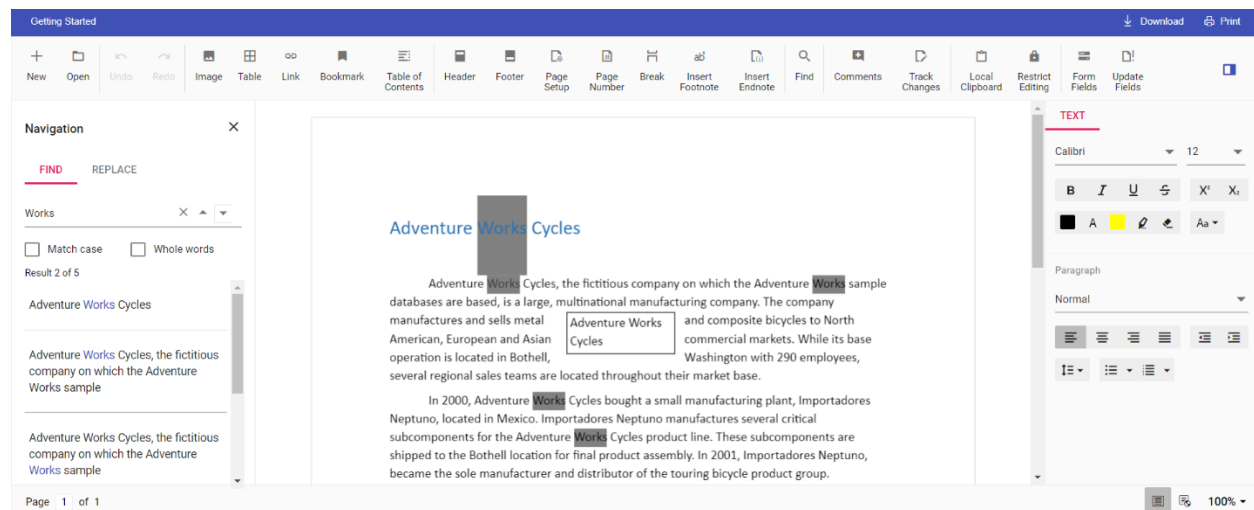 Getting Started
Download Print
New Open Undo Redo Image Table Link Bookmark Table of Contents Header Footer Page Setup Page Number Break Insert Footnote Insert Endnote Find Comments Track Changes Local Clipboard Restrict Editing Form Fields Update Fields
Navigation
FIND REPLACE
Works
Match case Whole words
Result 2 of 5
Adventure Works Cycles
Adventure Works Cycles, the fictitious
company on which the Adventure
Works sample
Adventure Works Cycles, the fictitious
company on which the Adventure
Works sample
Adventure Works Cycles
Adventure Works Cycles, the fictitious company on which the Adventure Works sample
databases are based, is a large, multinational manufacturing company. The company
manufactures and sells metal and composite bicycles to North
American, European and Asian commercial markets. While its base
operation is located in Bothell, Washington with 290 employees,
several regional sales teams are located throughout their market base.
Adventure Works
Cycles
In 2000, Adventure Works Cycles bought a small manufacturing plant, Importadores
Neptuno, located in Mexico. Importadores Neptuno manufactures several critical
subcomponents for the Adventure Works Cycles product line. These subcomponents are
shipped to the Bothell location for final product assembly. In 2001, Importadores Neptuno,
became the sole manufacturer and distributor of the touring bicycle product group.
TEXT
Calibri 12
B I U S X² X₂
A Aa
Paragraph
Normal
Page 1 of 1
100%